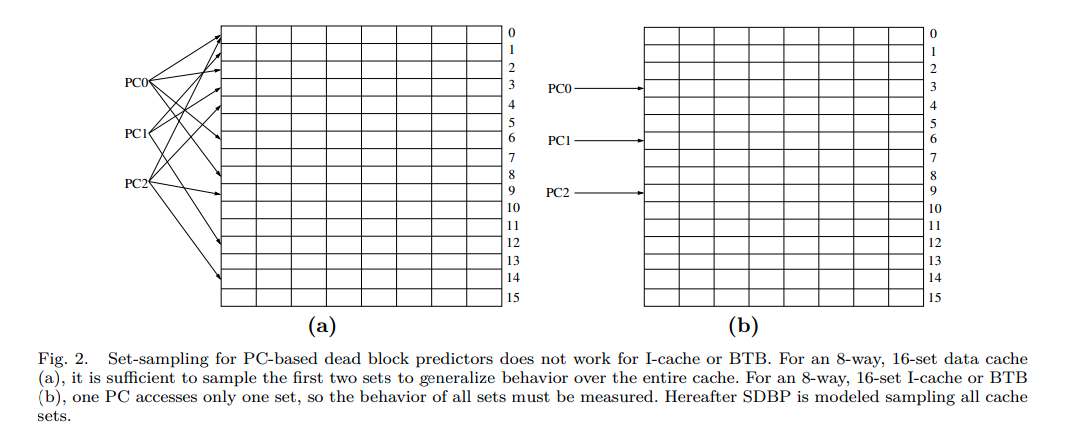 0
1
2
PC0
3
4
5
PC1
6
7
8
PC2
9
10
11
12
13
14
15
(a)
0
1
2
PC0
3
4
5
PC1
6
7
8
PC2
9
10
11
12
13
14
15
(b)
Fig. 2. Set-sampling for PC-based dead block predictors does not work for I-cache or BTB. For an 8-way, 16-set data cache
(a), it is sufficient to sample the first two sets to generalize behavior over the entire cache. For an 8-way, 16-set I-cache or BTB
(b), one PC accesses only one set, so the behavior of all sets must be measured. Hereafter SDBP is modeled sampling all cache
sets.